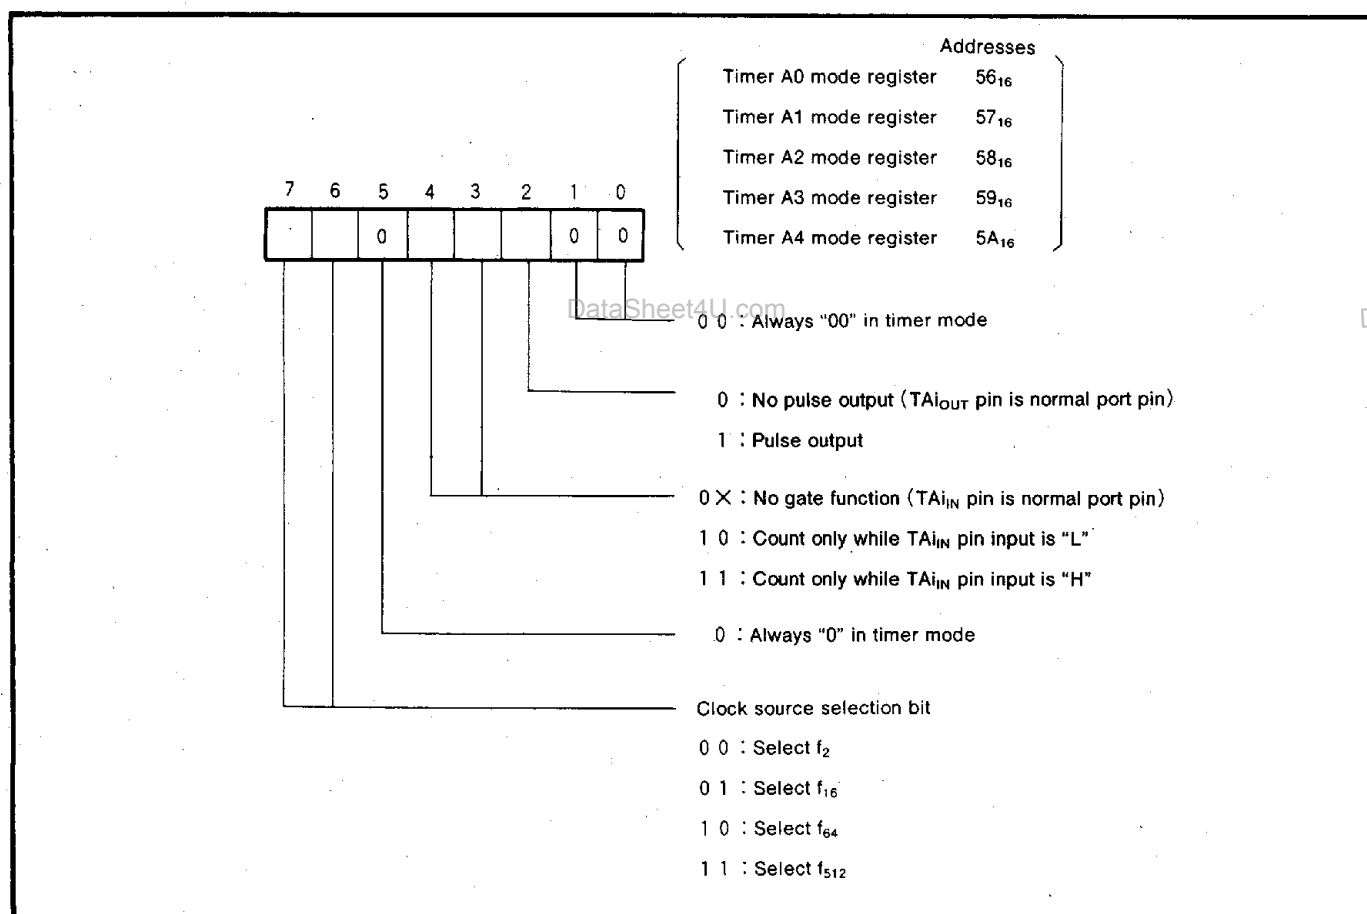 Addresses
Timer A0 mode register 56₁₆
Timer A1 mode register 57₁₆
Timer A2 mode register 58₁₆
Timer A3 mode register 59₁₆
Timer A4 mode register 5A₁₆
7 6 5 4 3 2 1 0
0 0 0
DataSheet4U.com
0 0 : Always “00” in timer mode
0 : No pulse output (TAiOUT pin is normal port pin)
1 : Pulse output
0 X : No gate function (TAiIN pin is normal port pin)
1 0 : Count only while TAiIN pin input is “L”
1 1 : Count only while TAiIN pin input is “H”
0 : Always “0” in timer mode
Clock source selection bit
0 0 : Select f₂
0 1 : Select f₁₆
1 0 : Select f₆₄
1 1 : Select f₅₁₂